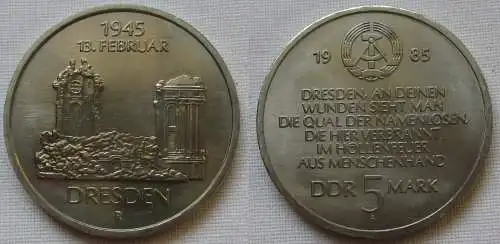 1945
13. FEBRUAR
DRESDEN
A
19 85
DRESDEN, AN DEINEN
WUNDEN SIEHT MAN
DIE QUAL DER NAMENLOSEN,
DIE HIER VERBRANNT
IM HÖLLENFEUER
AUS MENSCHENHAND
DDR 5 MARK
A